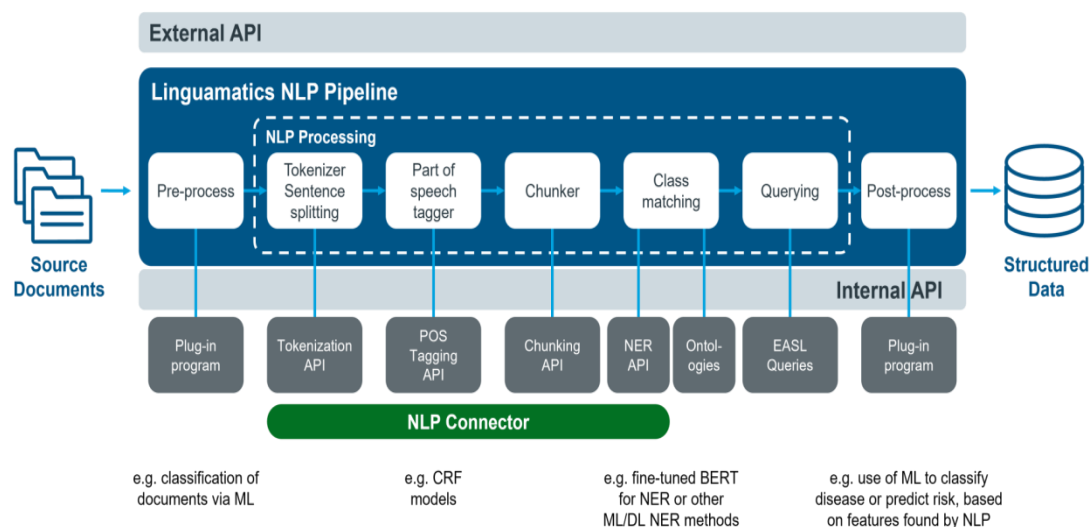 External API
Linguamatics NLP Pipeline
NLP Processing
Pre-process
Tokenizer
Sentence
splitting
Part of
speech
tagger
Chunker
Class
matching
Querying
Post-process
Source
Documents
Structured
Data
Internal API
Plug-in
program
Tokenization
API
POS
Tagging
API
Chunking
API
NER
API
Ontol-
ogies
EASL
Queries
Plug-in
program
NLP Connector
e.g. classification of
documents via ML
e.g. CRF
models
e.g. fine-tuned BERT
for NER or other
ML/DL NER methods
e.g. use of ML to classify
disease or predict risk, based
on features found by NLP